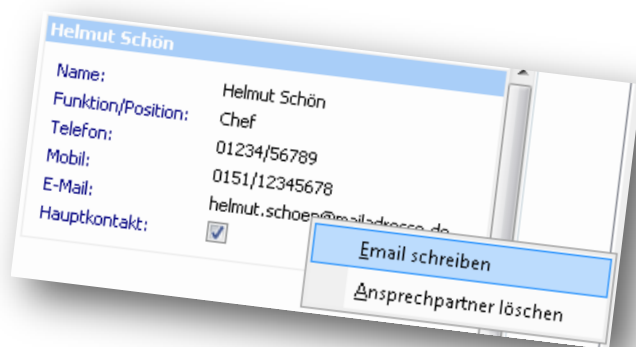 Helmut Schön
Name: Helmut Schön
Funktion/Position: Chef
Telefon: 01234/56789
Mobil: 0151/12345678
E-Mail: helmut.schoen@mailadresse.de
Hauptkontakt:
Email schreiben
Ansprechpartner löschen